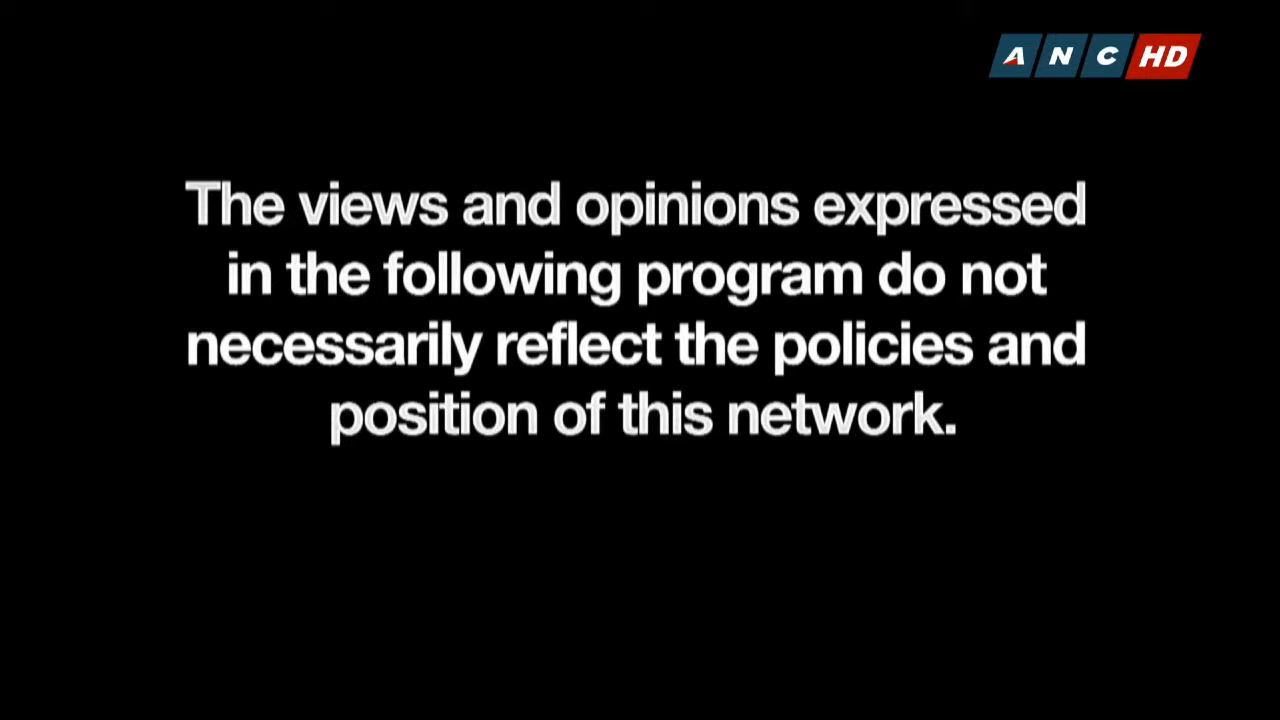 ANC HD
The views and opinions expressed
in the following program do not
necessarily reflect the policies and
position of this network.